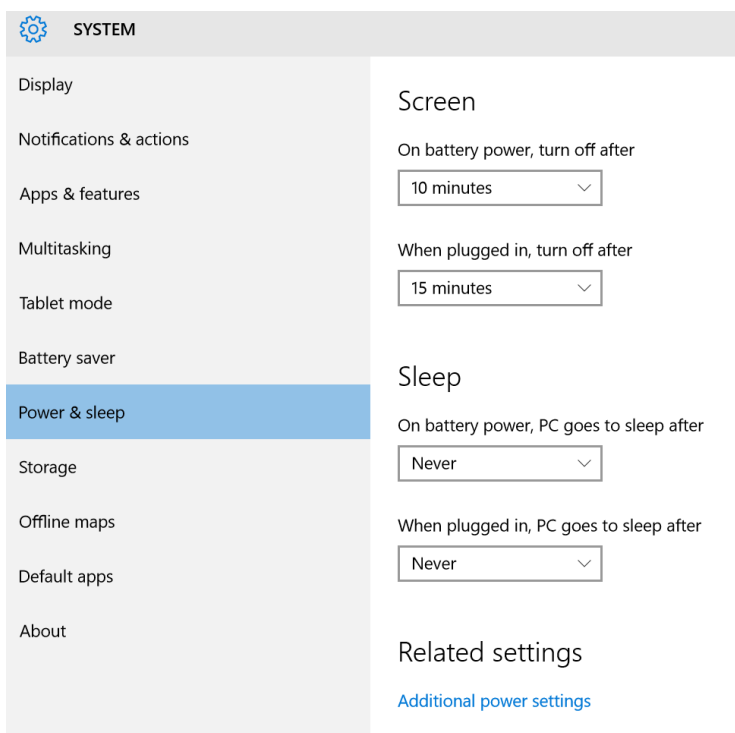 SYSTEM
Display
Notifications & actions
Apps & features
Multitasking
Tablet mode
Battery saver
Power & sleep
Storage
Offline maps
Default apps
About
Screen
On battery power, turn off after
10 minutes
When plugged in, turn off after
15 minutes
Sleep
On battery power, PC goes to sleep after
Never
When plugged in, PC goes to sleep after
Never
Related settings
Additional power settings